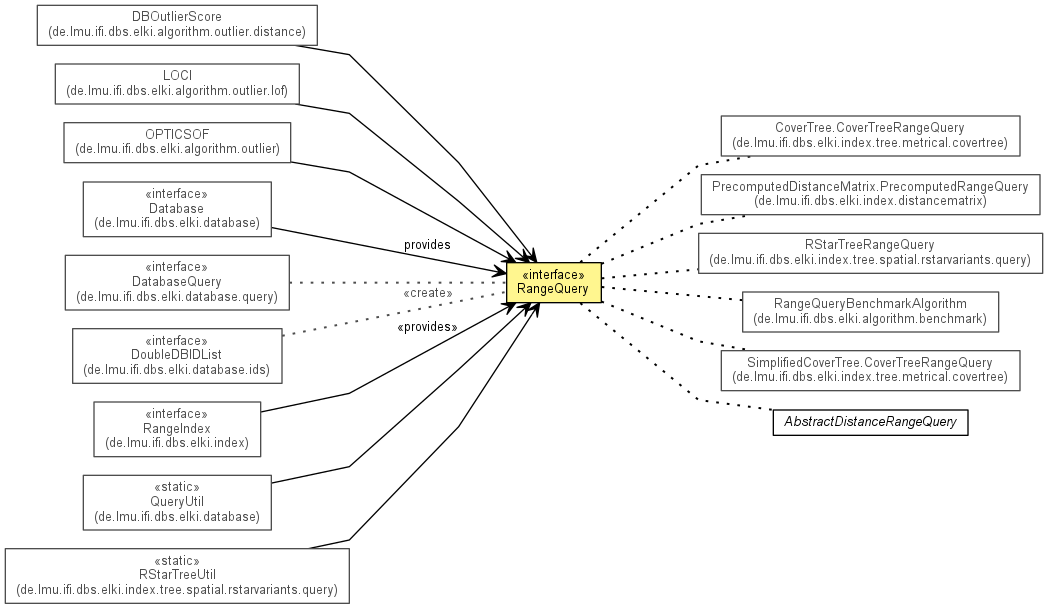 DBOutlierScore
(de.lmu.ifi.dbs.elki.algorithm.outlier.distance)
LOCI
(de.lmu.ifi.dbs.elki.algorithm.outlier.lof)
OPTICSOF
(de.lmu.ifi.dbs.elki.algorithm.outlier)
«interface»
Database
(de.lmu.ifi.dbs.elki.database)
«interface»
DatabaseQuery
(de.lmu.ifi.dbs.elki.database.query)
«interface»
DoubleDBIDList
(de.lmu.ifi.dbs.elki.database.ids)
«interface»
RangeIndex
(de.lmu.ifi.dbs.elki.index)
«static»
QueryUtil
(de.lmu.ifi.dbs.elki.database)
«static»
RStarTreeUtil
(de.lmu.ifi.dbs.elki.index.tree.spatial.rstarvariants.query)
provides
«create»
«provides»
«interface»
RangeQuery
CoverTree.CoverTreeRangeQuery
(de.lmu.ifi.dbs.elki.index.tree.metrical.covertree)
PrecomputedDistanceMatrix.PrecomputedRangeQuery
(de.lmu.ifi.dbs.elki.index.distancematrix)
RStarTreeRangeQuery
(de.lmu.ifi.dbs.elki.index.tree.spatial.rstarvariants.query)
RangeQueryBenchmarkAlgorithm
(de.lmu.ifi.dbs.elki.algorithm.benchmark)
SimplifiedCoverTree.CoverTreeRangeQuery
(de.lmu.ifi.dbs.elki.index.tree.metrical.covertree)
AbstractDistanceRangeQuery